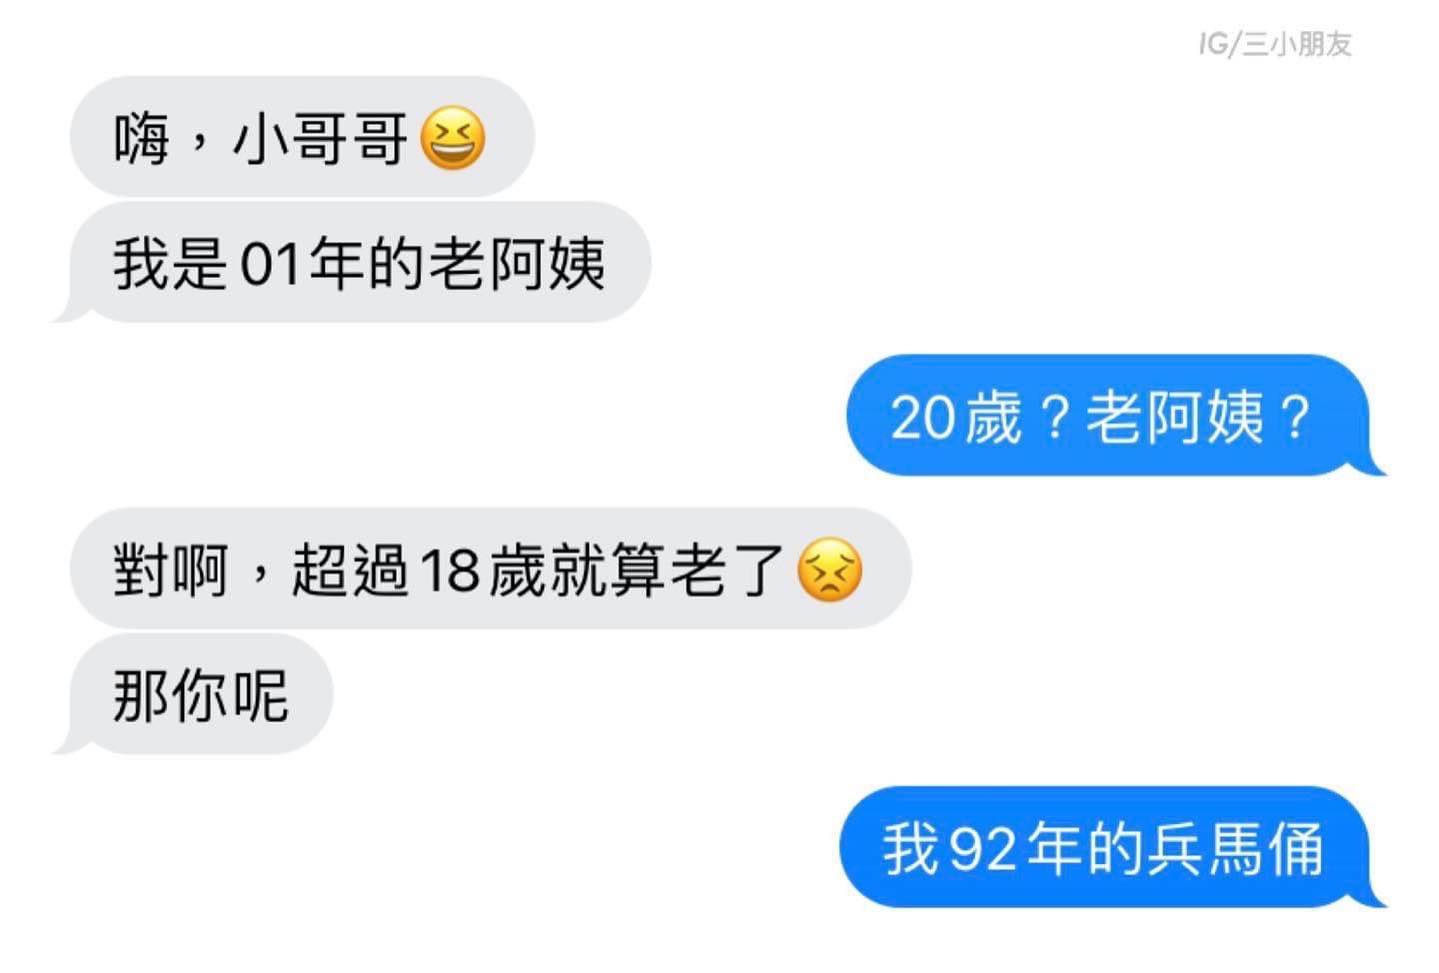 IG/三小朋友
嗨，小哥哥😆
我是01年的老阿姨
20歲？老阿姨？
對啊，超過18歲就算老了😣
那你呢
我92年的兵馬俑